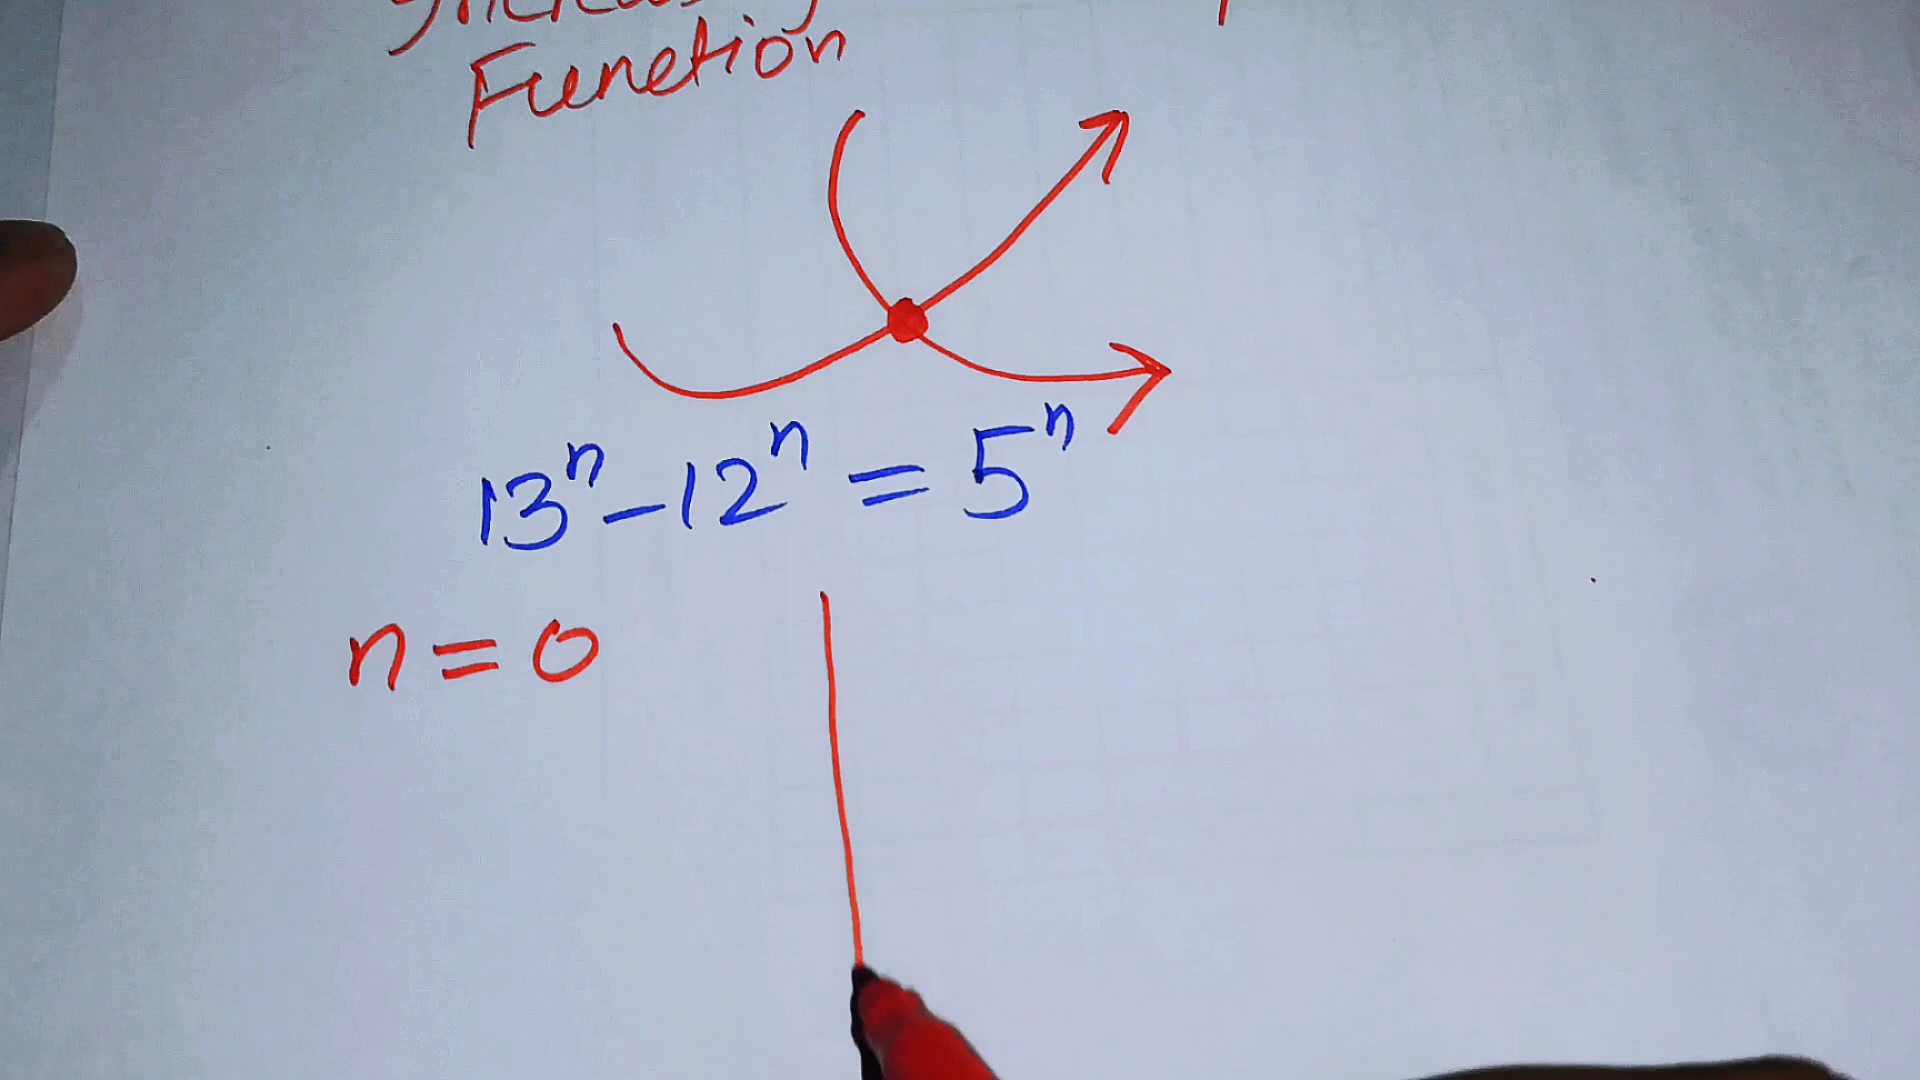 Function
13ⁿ - 12ⁿ = 5ⁿ
n = 0